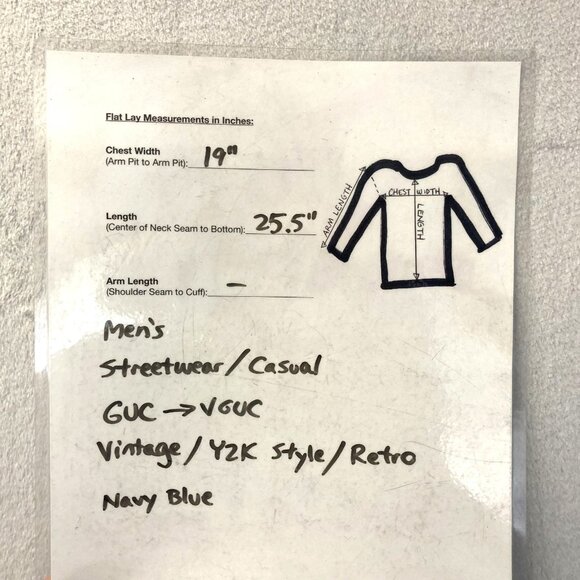 Flat Lay Measurements in Inches:
Chest Width
(Arm Pit to Arm Pit): 19"
Length
(Center of Neck Seam to Bottom): 25.5"
Arm Length
(Shoulder Seam to Cuff): -
ARM LENGTH
CHEST WIDTH
LENGTH
Men's
Streetwear / Casual
GUC → VGUC
Vintage / Y2K Style / Retro
Navy Blue